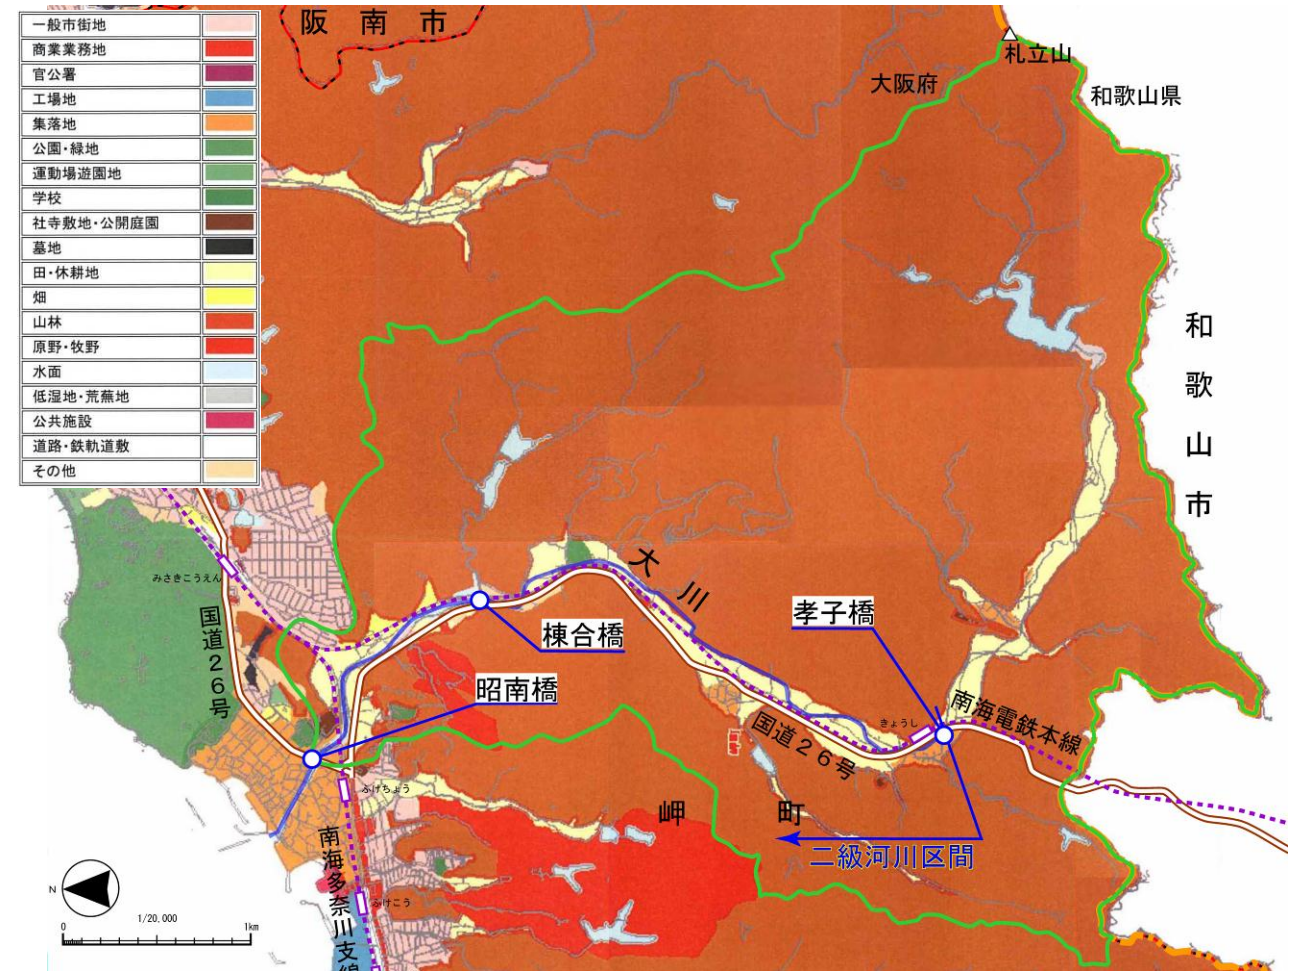 一般市街地
商業業務地
官公署
工場地
集落地
公園・緑地
運動場遊園地
学校
社寺敷地・公開庭園
墓地
田・休耕地
畑
山林
原野・牧野
水面
低湿地・荒蕪地
公共施設
道路・鉄軌道敷
その他
阪南市
札立山
大阪府
和歌山県
和歌山市
大川
みさきこうえん
国道26号
棟合橋
孝子橋
昭南橋
きょうし
南海電鉄本線
国道26号
ふけちょう
岬町
二級河川区間
南海多奈川支線
ふけこう
N
1/20,000
0
1km